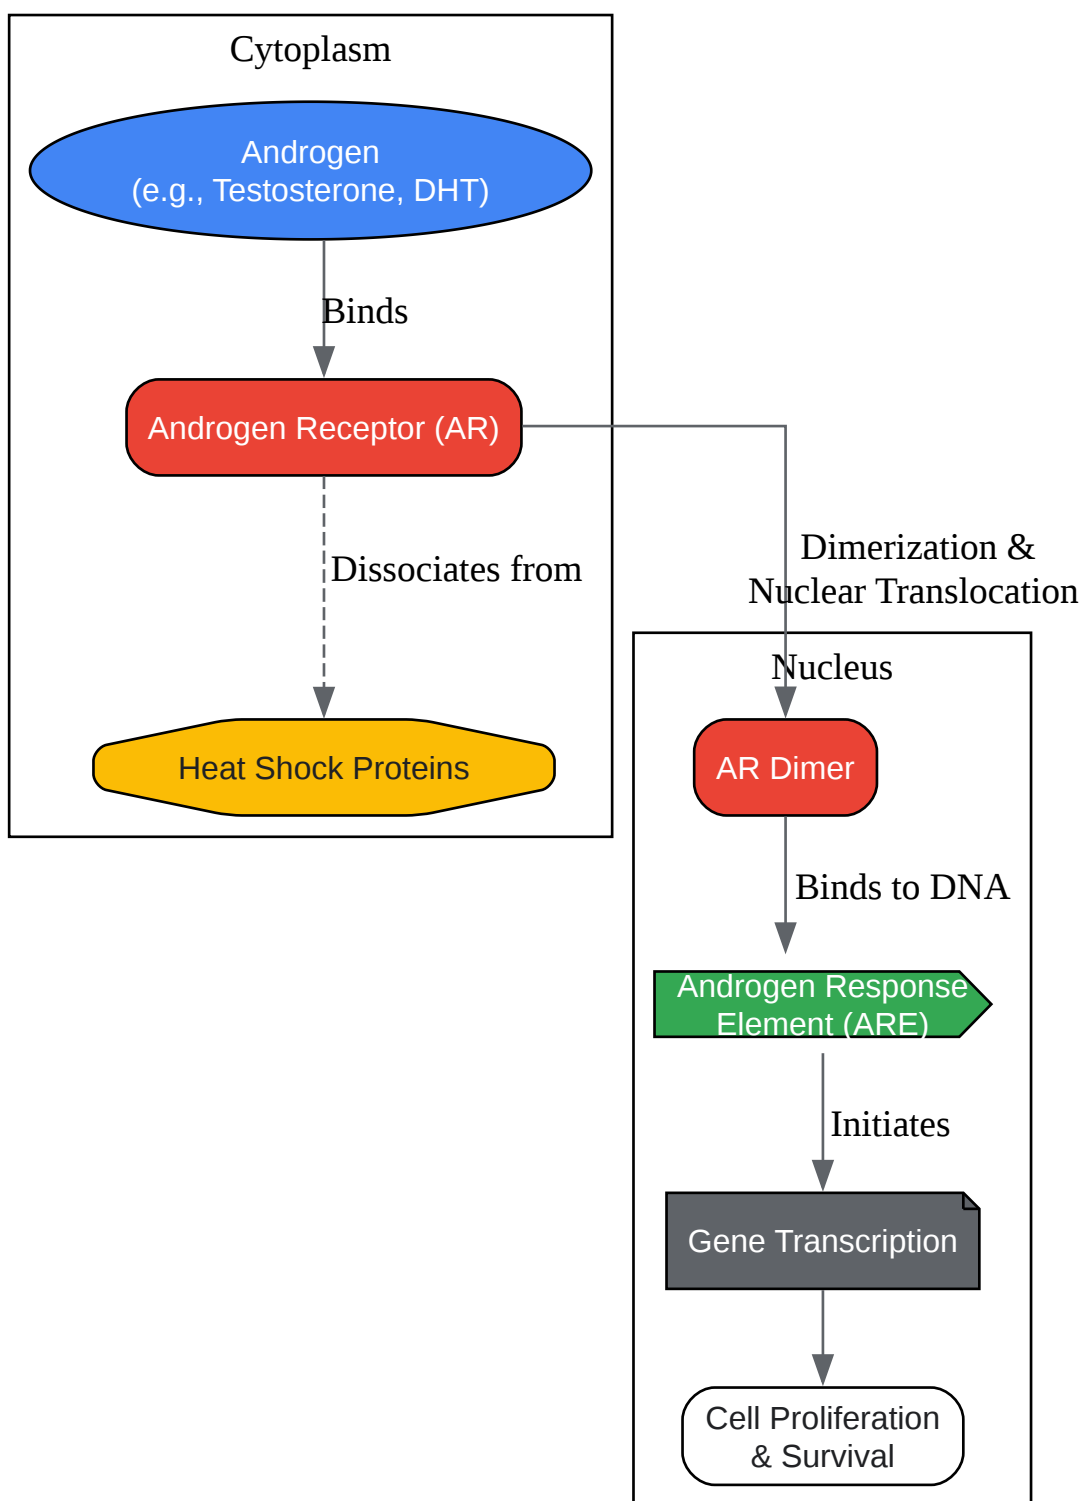 Cytoplasm
Androgen
(e.g., Testosterone, DHT)
Binds
Androgen Receptor (AR)
Dissociates from
Heat Shock Proteins
Dimerization &
Nuclear Translocation
Nucleus
AR Dimer
Binds to DNA
Androgen Response
Element (ARE)
Initiates
Gene Transcription
Cell Proliferation
& Survival